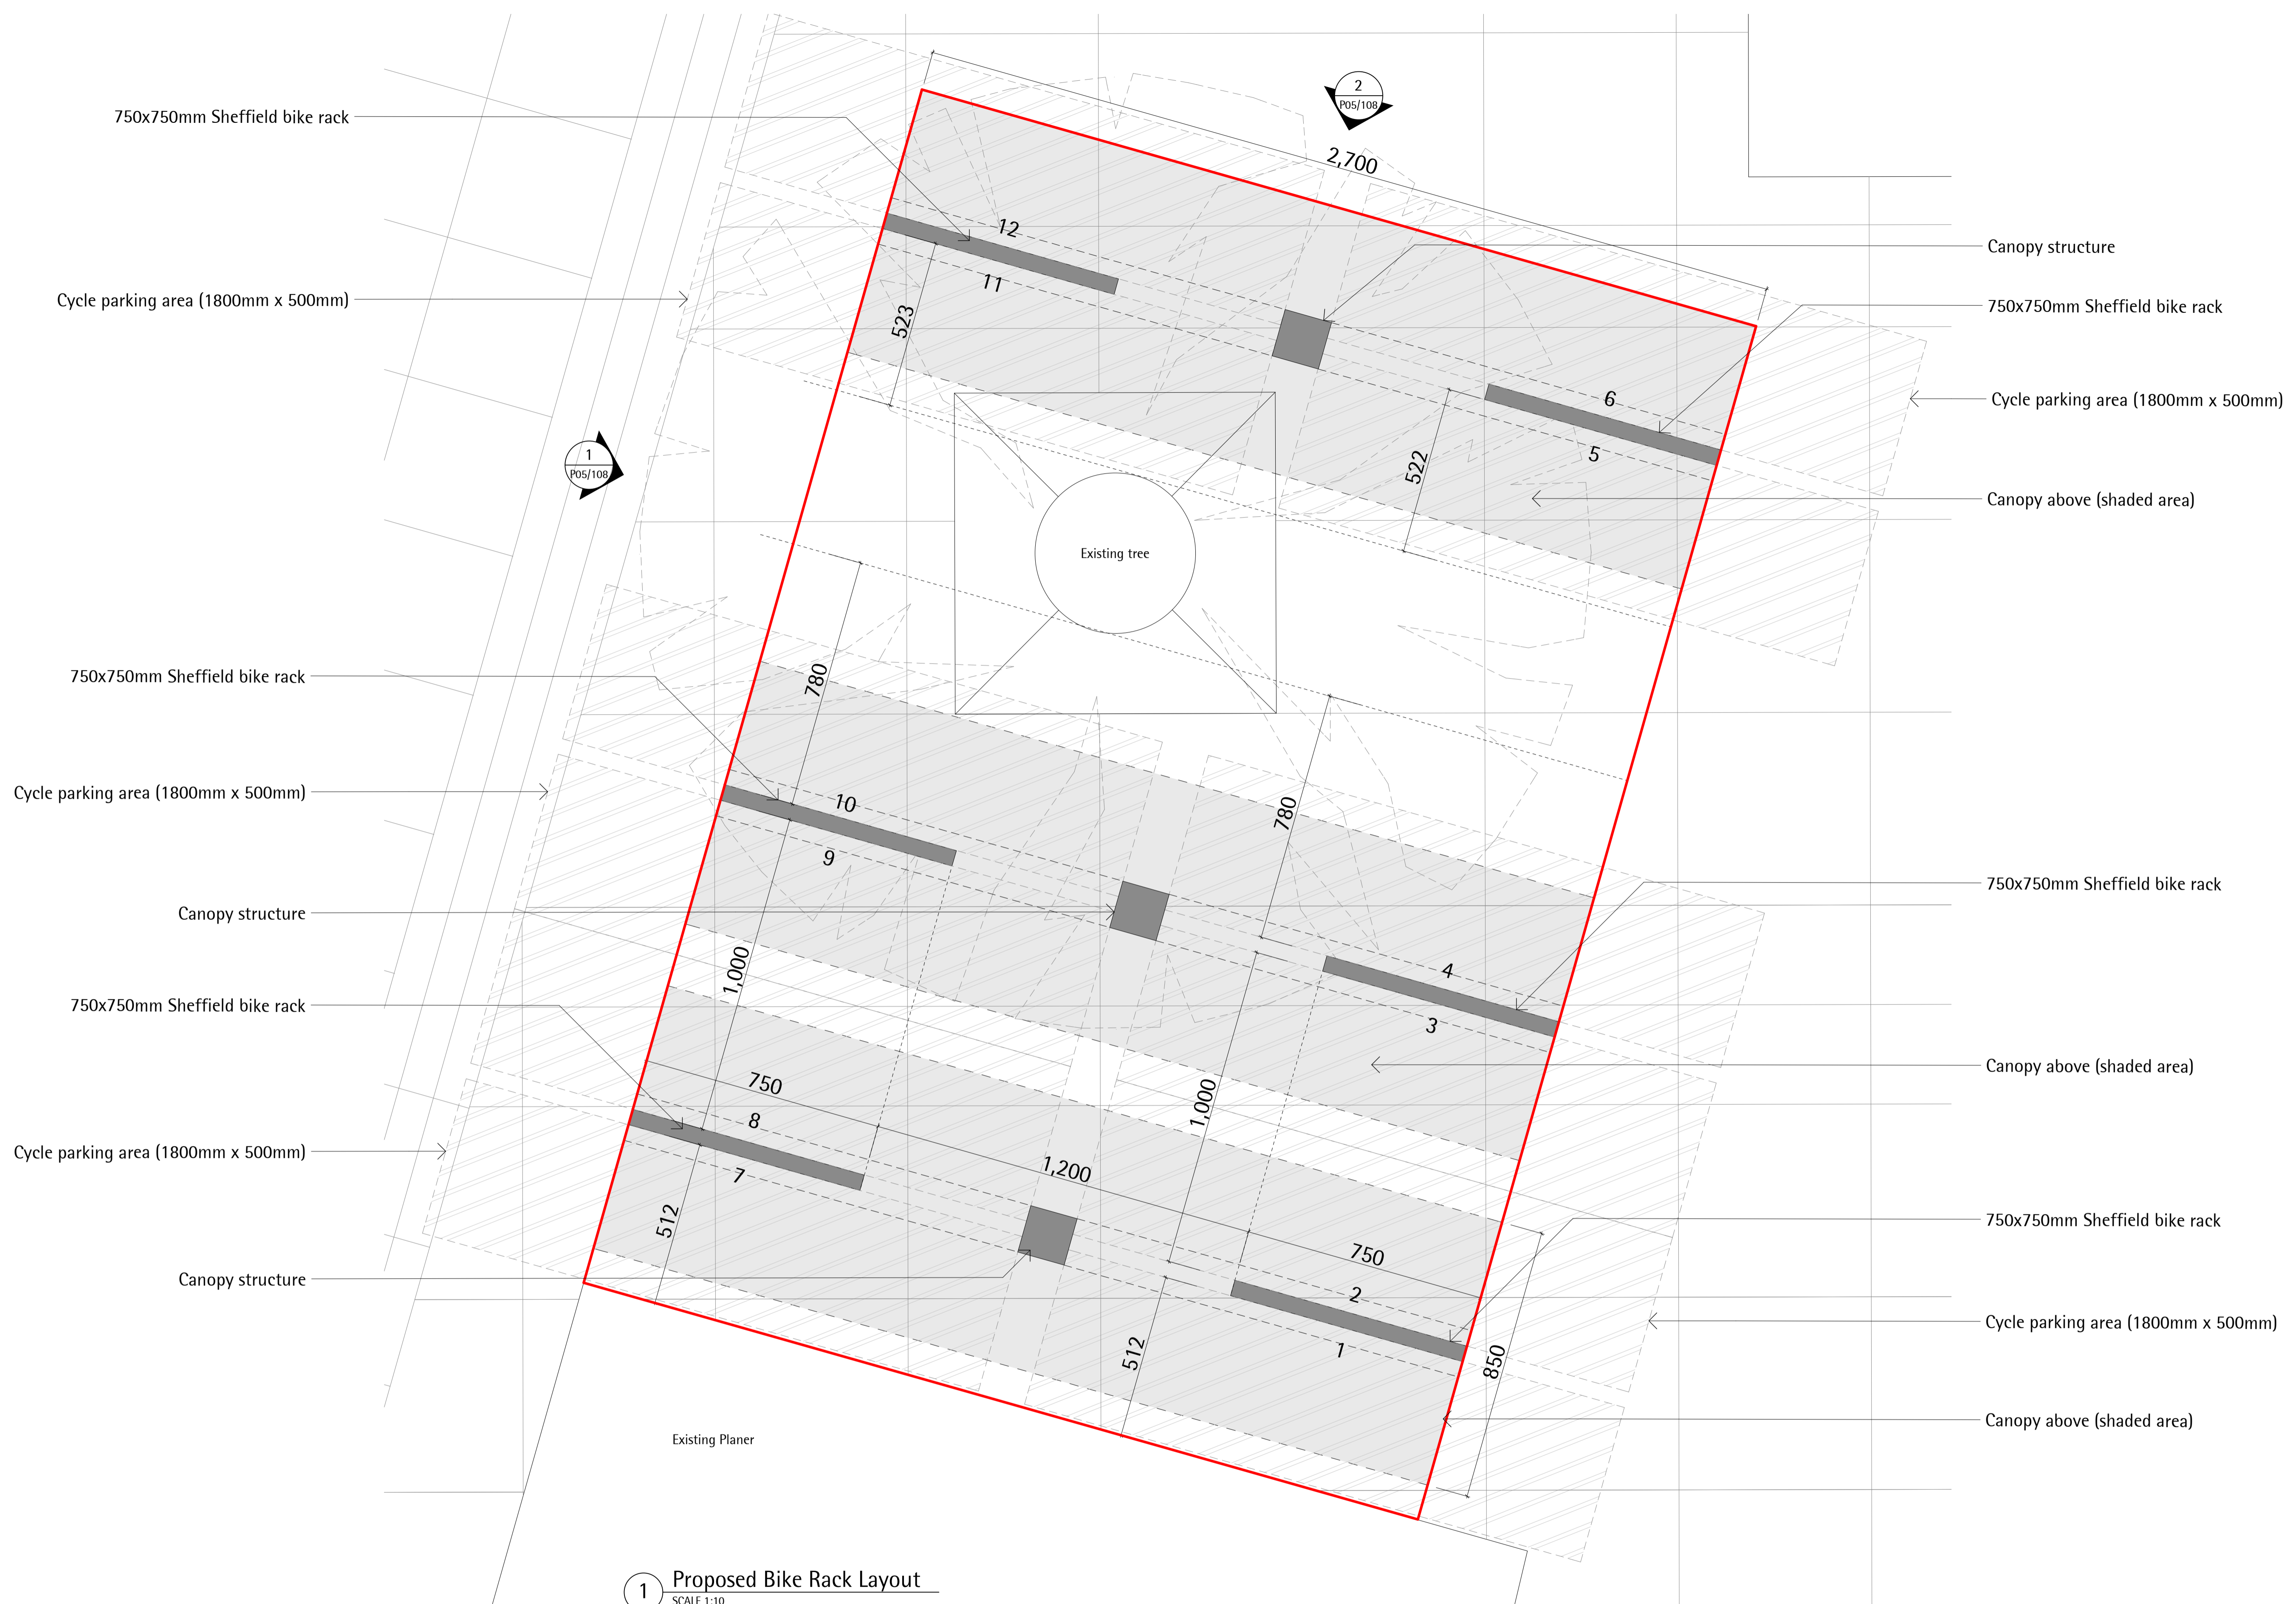 2
P05/108
750x750mm Sheffield bike rack
2,700
12
Canopy structure
11
Cycle parking area (1800mm x 500mm)
750x750mm Sheffield bike rack
523
6
Cycle parking area (1800mm x 500mm)
5
1
P05/108
522
Canopy above (shaded area)
Existing tree
750x750mm Sheffield bike rack
780
Cycle parking area (1800mm x 500mm)
10
780
9
750x750mm Sheffield bike rack
Canopy structure
1,000
4
750x750mm Sheffield bike rack
3
Canopy above (shaded area)
750
1,000
8
Cycle parking area (1800mm x 500mm)
7
1,200
512
750x750mm Sheffield bike rack
Canopy structure
750
2
Cycle parking area (1800mm x 500mm)
1
512
850
Canopy above (shaded area)
Existing Planer
1
Proposed Bike Rack Layout
SCALE 1:10